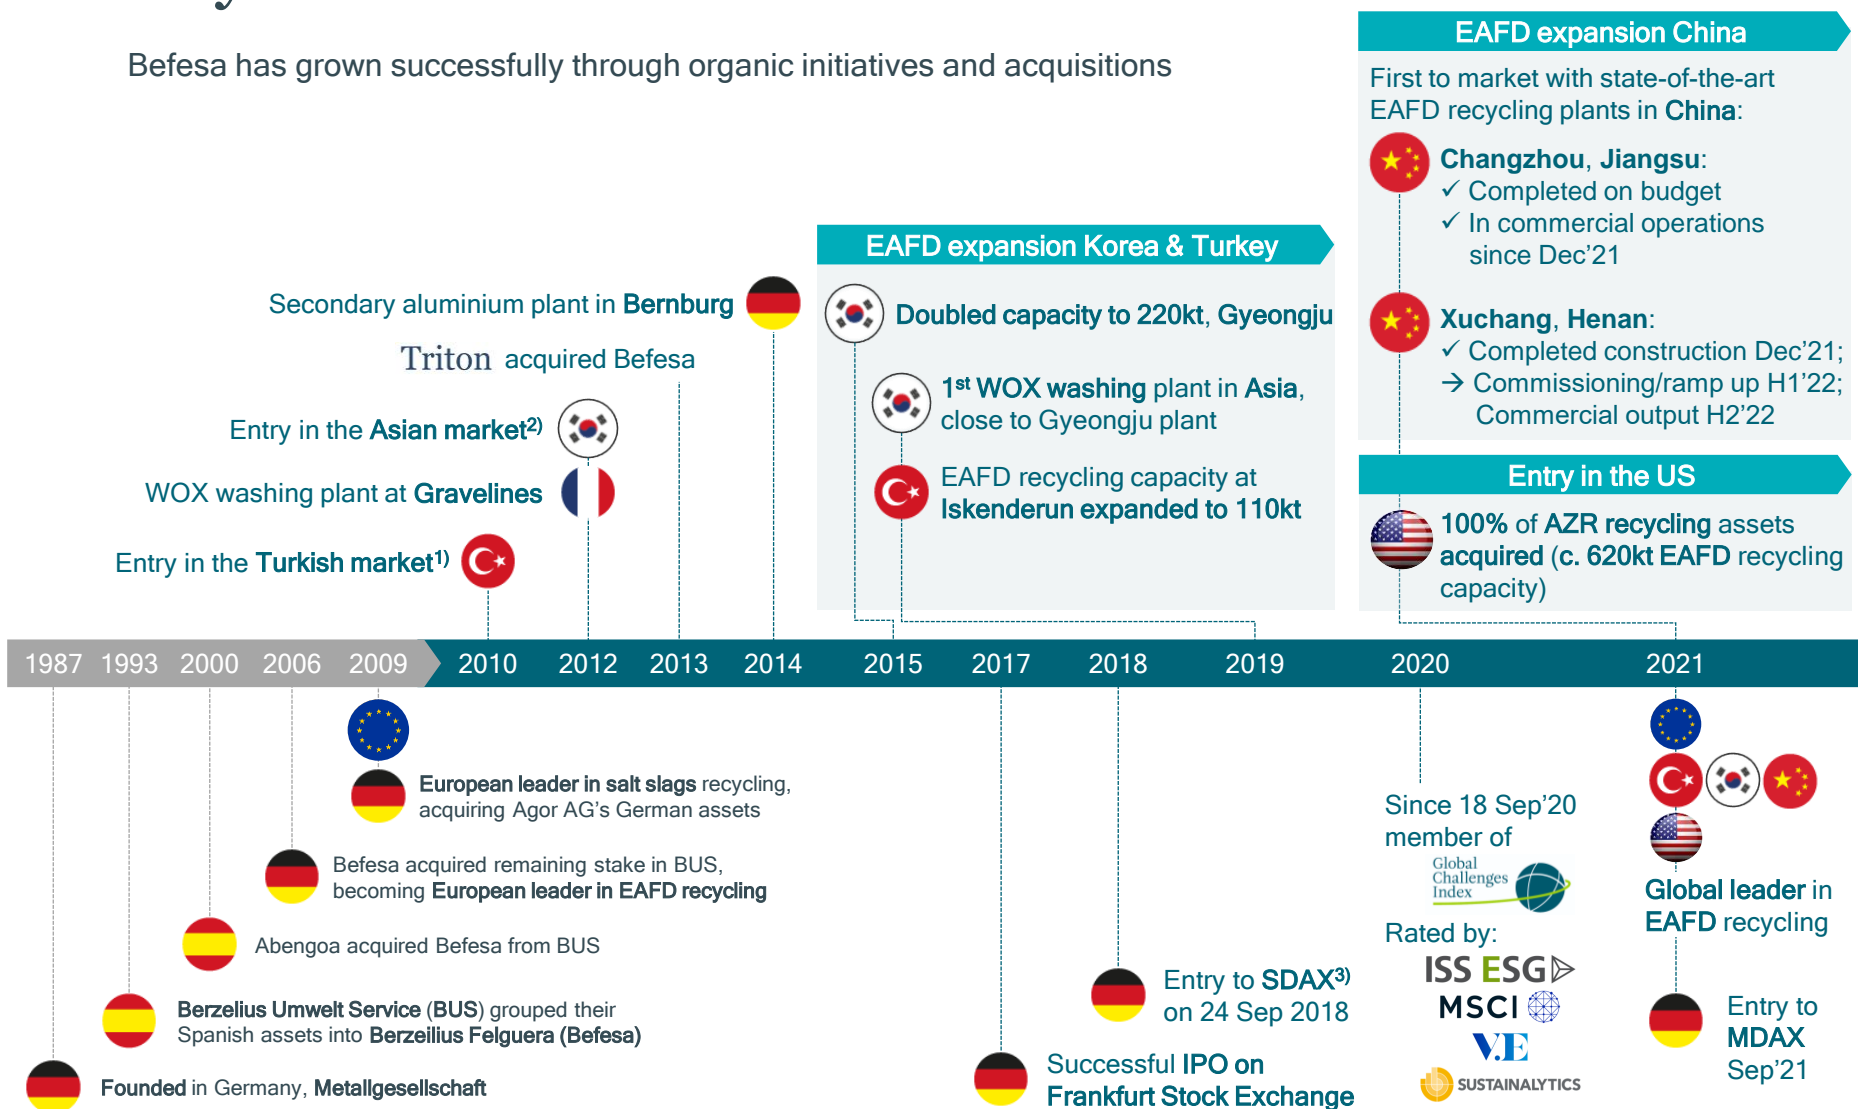 Befesa has grown successfully through organic initiatives and acquisitions
EAFD expansion China
First to market with state-of-the-art
EAFD recycling plants in China:
Changzhou, Jiangsu:
✓ Completed on budget
✓ In commercial operations
since Dec’21
Xuchang, Henan:
✓ Completed construction Dec’21;
→ Commissioning/ramp up H1’22;
Commercial output H2’22
Entry in the US
100% of AZR recycling assets
acquired (c. 620kt EAFD recycling
capacity)
EAFD expansion Korea & Turkey
Doubled capacity to 220kt, Gyeongju
1st WOX washing plant in Asia,
close to Gyeongju plant
EAFD recycling capacity at
Iskenderun expanded to 110kt
Secondary aluminium plant in Bernburg
Triton acquired Befesa
Entry in the Asian market2)
WOX washing plant at Gravelines
Entry in the Turkish market1)
1987 1993 2000 2006 2009 2010 2012 2013 2014 2015 2017 2018 2019 2020 2021
European leader in salt slags recycling,
acquiring Agor AG’s German assets
Befesa acquired remaining stake in BUS,
becoming European leader in EAFD recycling
Abengoa acquired Befesa from BUS
Berzelius Umwelt Service (BUS) grouped their
Spanish assets into Berzeilius Felguera (Befesa)
Founded in Germany, Metallgesellschaft
Successful IPO on
Frankfurt Stock Exchange
Entry to SDAX3)
on 24 Sep 2018
Since 18 Sep’20
member of
Global
Challenges
Index
Rated by:
ISS ESG
MSCI
V.E
SUSTAINALYTICS
Global leader in
EAFD recycling
Entry to
MDAX
Sep’21